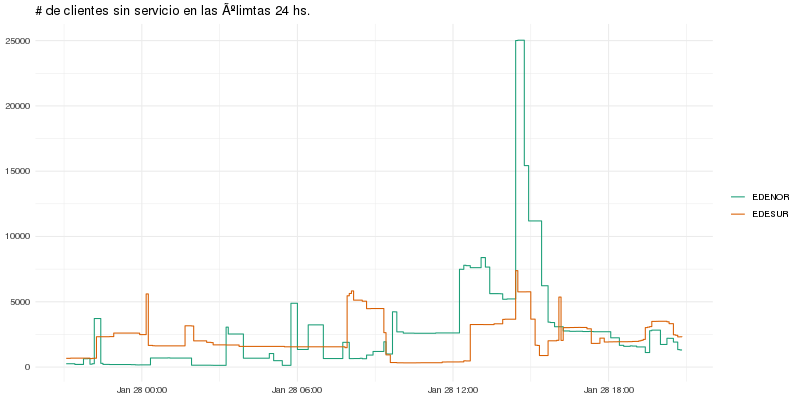 # de clientes sin servicio en las Ãºlimtas 24 hs.
25000
20000
15000
10000
5000
0
Jan 28 00:00
Jan 28 06:00
Jan 28 12:00
Jan 28 18:00
EDENOR
EDESUR